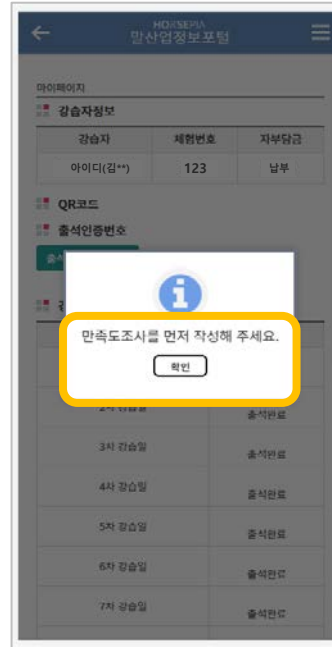 HORSEPIA
말산업정보포털
마이페이지
강습자정보
강습자 체험번호 자부담금
아이디(김**) 123 납부
QR코드
출석인증번호
만족도조사를 먼저 작성해 주세요.
확인
2차 강습일 출석완료
3차 강습일 출석완료
4차 강습일 출석완료
5차 강습일 출석완료
6차 강습일 출석완료
7차 강습일 출석완료